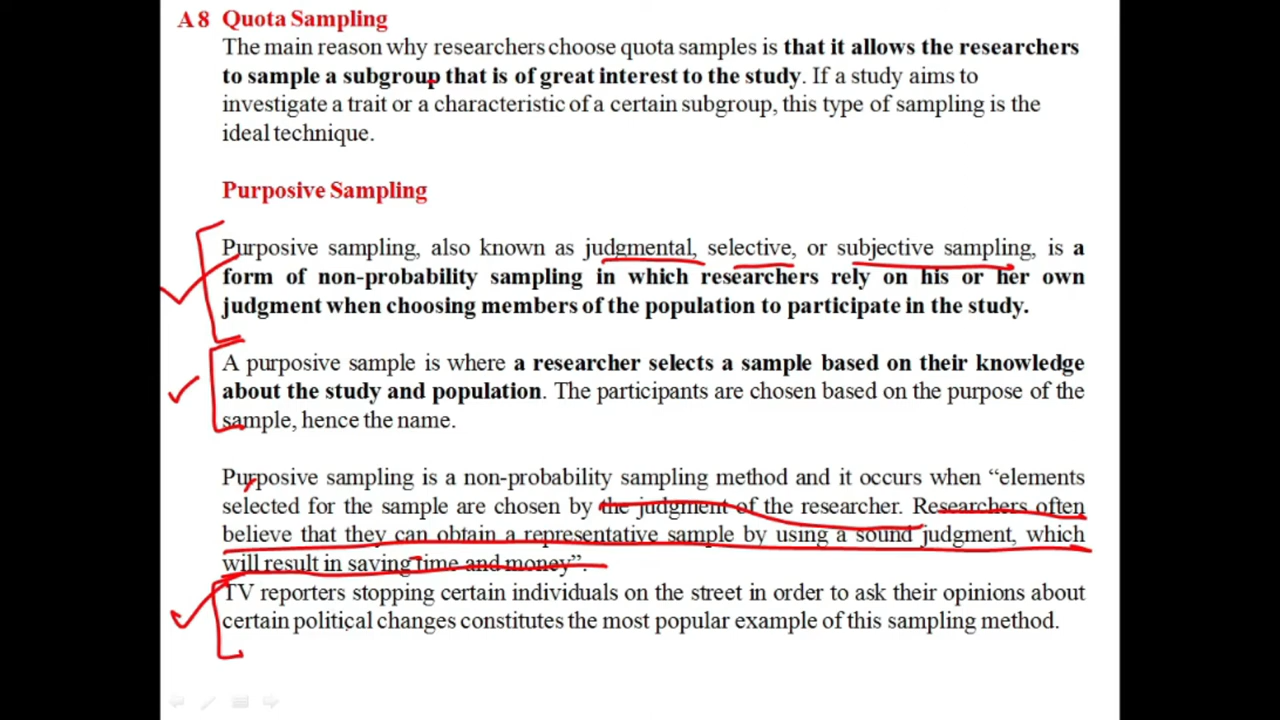 A 8 Quota Sampling
The main reason why researchers choose quota samples is that it allows the researchers
to sample a subgroup that is of great interest to the study. If a study aims to
investigate a trait or a characteristic of a certain subgroup, this type of sampling is the
ideal technique.
Purposive Sampling
Purposive sampling, also known as judgmental, selective, or subjective sampling, is a
form of non-probability sampling in which researchers rely on his or her own
judgment when choosing members of the population to participate in the study.
A purposive sample is where a researcher selects a sample based on their knowledge
about the study and population. The participants are chosen based on the purpose of the
sample, hence the name.
Purposive sampling is a non-probability sampling method and it occurs when “elements
selected for the sample are chosen by the judgment of the researcher. Researchers often
believe that they can obtain a representative sample by using a sound judgment, which
will result in saving time and money”.
TV reporters stopping certain individuals on the street in order to ask their opinions about
certain political changes constitutes the most popular example of this sampling method.